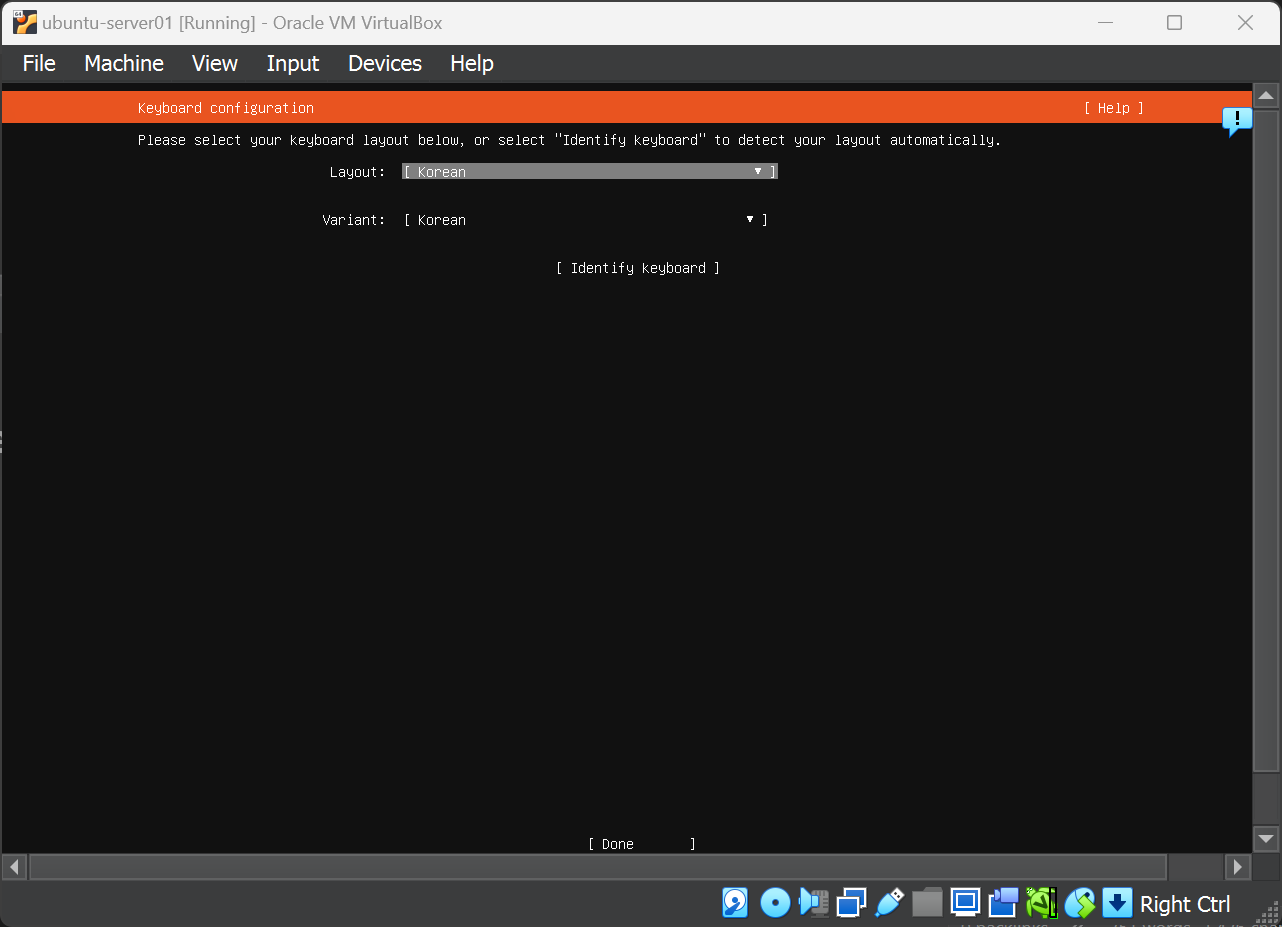 ubuntu-server01 [Running] - Oracle VM VirtualBox
File Machine View Input Devices Help
Keyboard configuration [ Help ]
Please select your keyboard layout below, or select "Identify keyboard" to detect your layout automatically.
Layout: [ Korean ▾ ]
Variant: [ Korean ▾ ]
[ Identify keyboard ]
[ Done ]
Right Ctrl